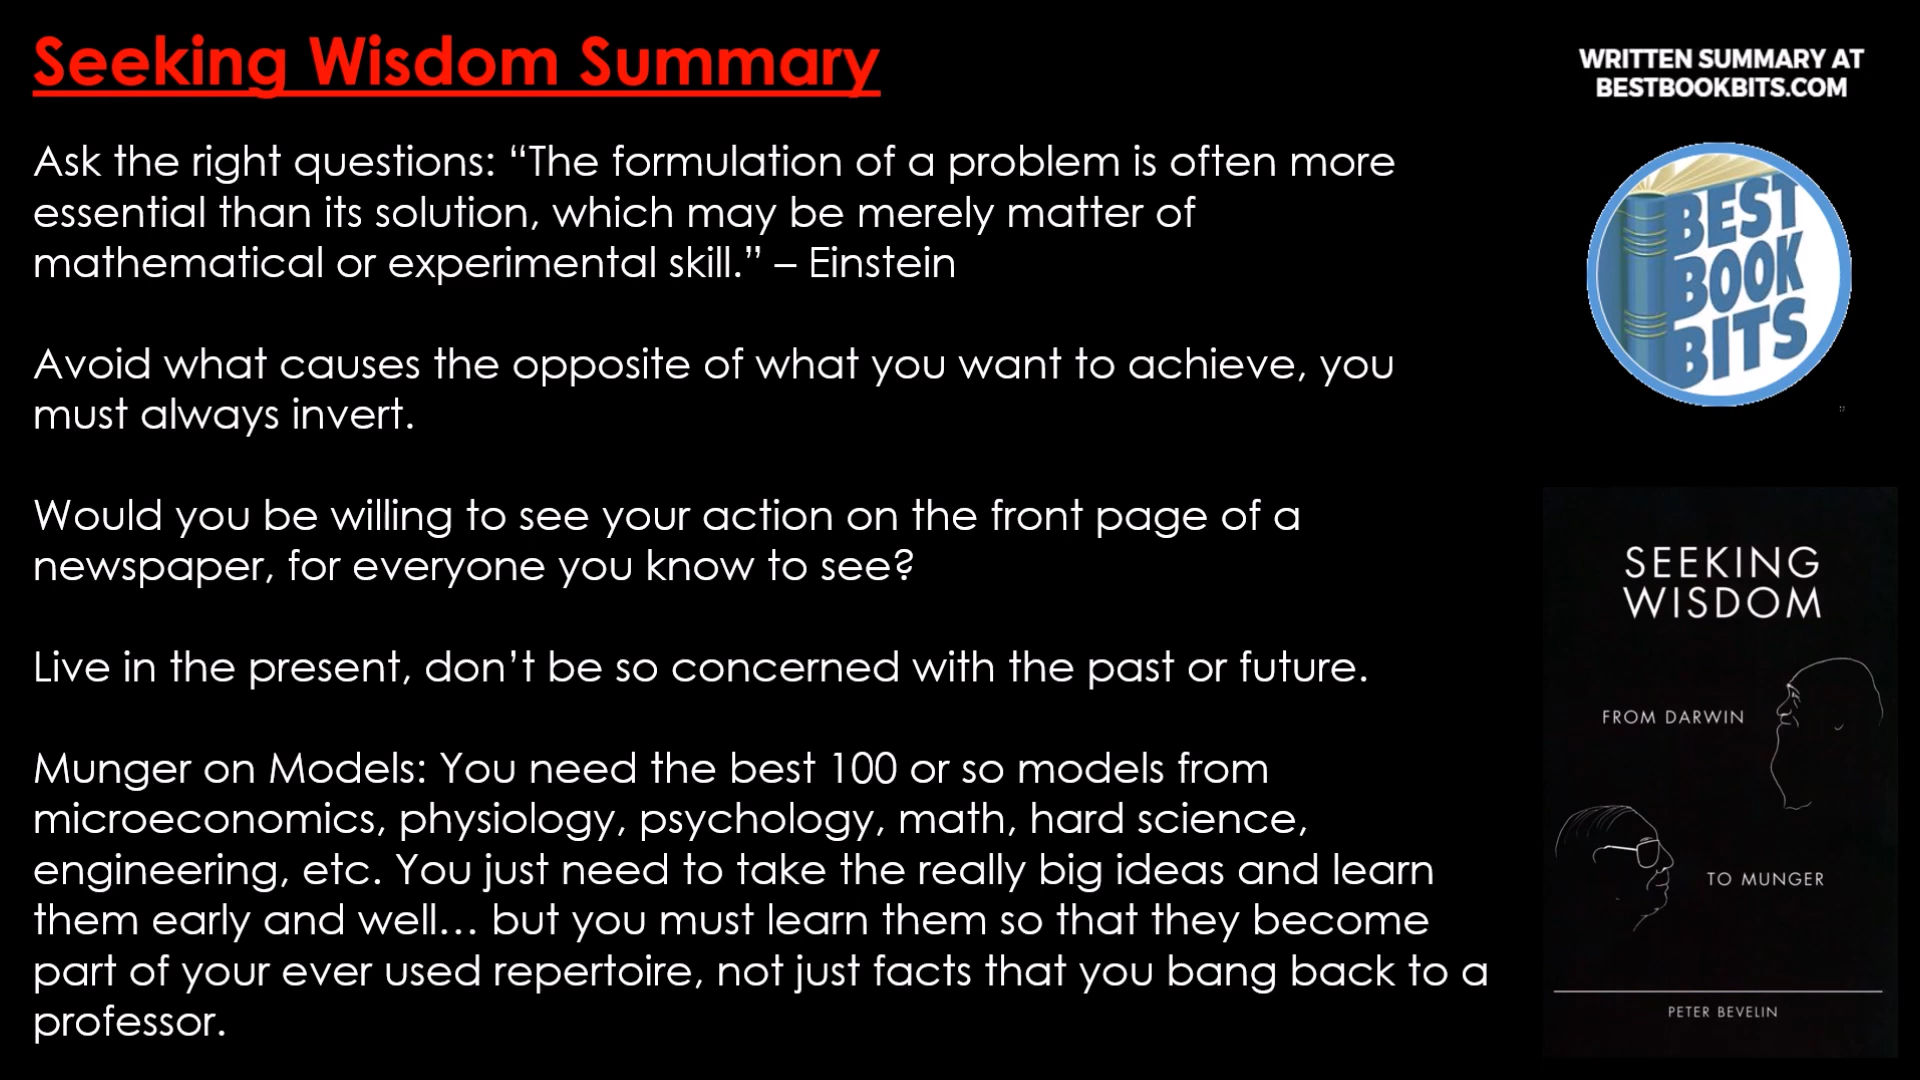 Seeking Wisdom Summary
Ask the right questions: “The formulation of a problem is often more
essential than its solution, which may be merely matter of
mathematical or experimental skill.” – Einstein
Avoid what causes the opposite of what you want to achieve, you
must always invert.
Would you be willing to see your action on the front page of a
newspaper, for everyone you know to see?
Live in the present, don’t be so concerned with the past or future.
Munger on Models: You need the best 100 or so models from
microeconomics, physiology, psychology, math, hard science,
engineering, etc. You just need to take the really big ideas and learn
them early and well… but you must learn them so that they become
part of your ever used repertoire, not just facts that you bang back to a
professor.
WRITTEN SUMMARY AT
BESTBOOKBITS.COM
BEST
BOOK
BITS
SEEKING
WISDOM
FROM DARWIN
TO MUNGER
PETER BEVELIN